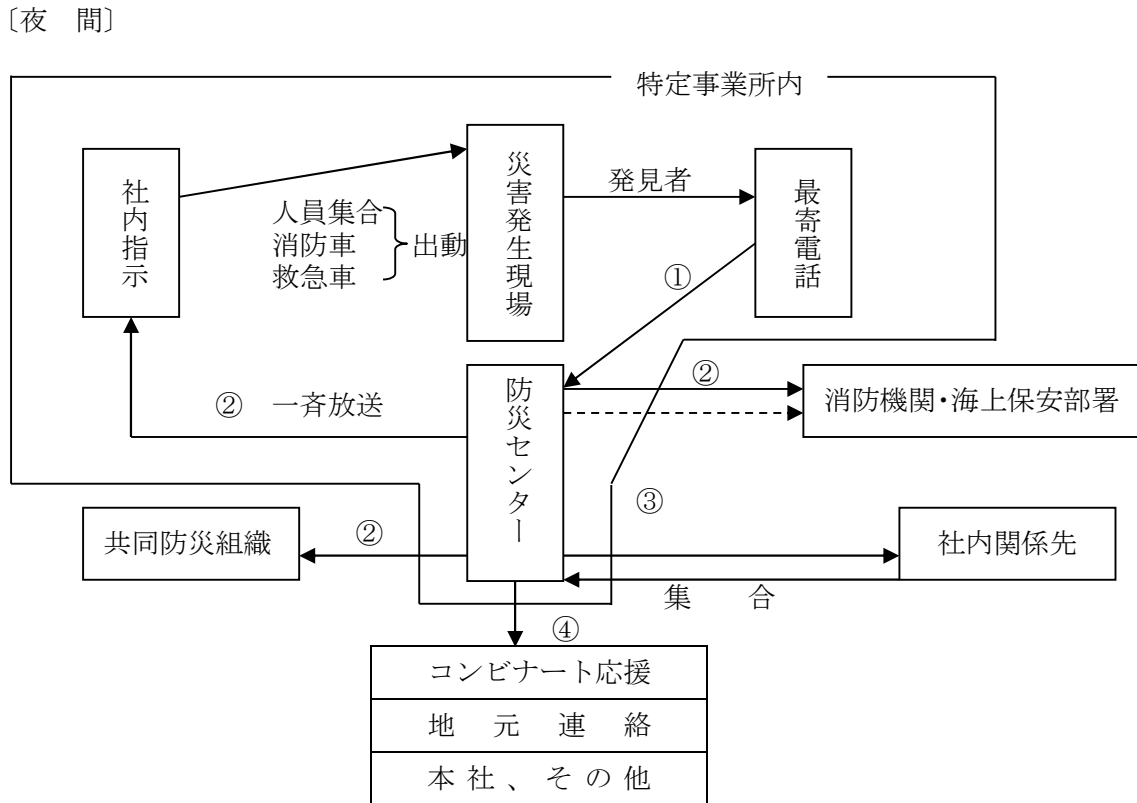 〔夜　間〕
特定事業所内
社内指示
災害発生現場
発見者
最寄電話
人員集合
消防車
救急車
出動
①
防災センター
②
消防機関・海上保安部署
②　一斉放送
③
共同防災組織
②
社内関係先
集　　合
④
コンビナート応援
地　元　連　絡
本 社 、 そ の 他